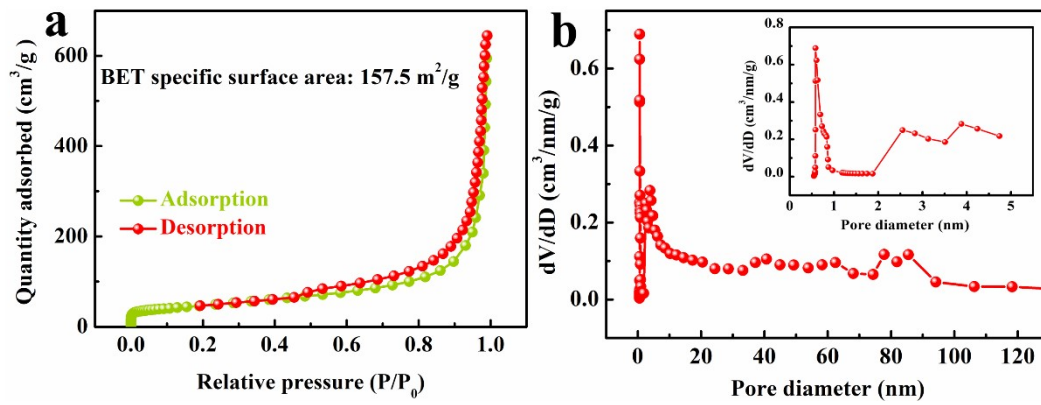 a
Quantity adsorbed (cm³/g)
600
400
200
0
BET specific surface area: 157.5 m²/g
Adsorption
Desorption
0.0 0.2 0.4 0.6 0.8 1.0
Relative pressure (P/P₀)
b
dV/dD (cm³/nm/g)
0.6
0.4
0.2
0.0
0 20 40 60 80 100 120
Pore diameter (nm)
dV/dD (cm³/nm/g)
0.8
0.6
0.4
0.2
0.0
0 1 2 3 4 5
Pore diameter (nm)